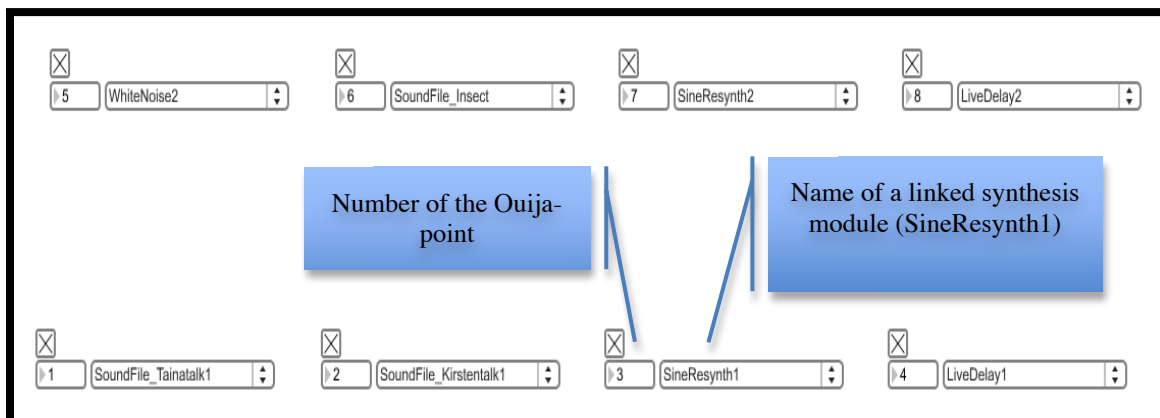 5 WhiteNoise2
6 SoundFile_Insect
7 SineResynth2
8 LiveDelay2
Number of the Ouija-
point
Name of a linked synthesis
module (SineResynth1)
1 SoundFile_Tainatalk1
2 SoundFile_Kirstentalk1
3 SineResynth1
4 LiveDelay1